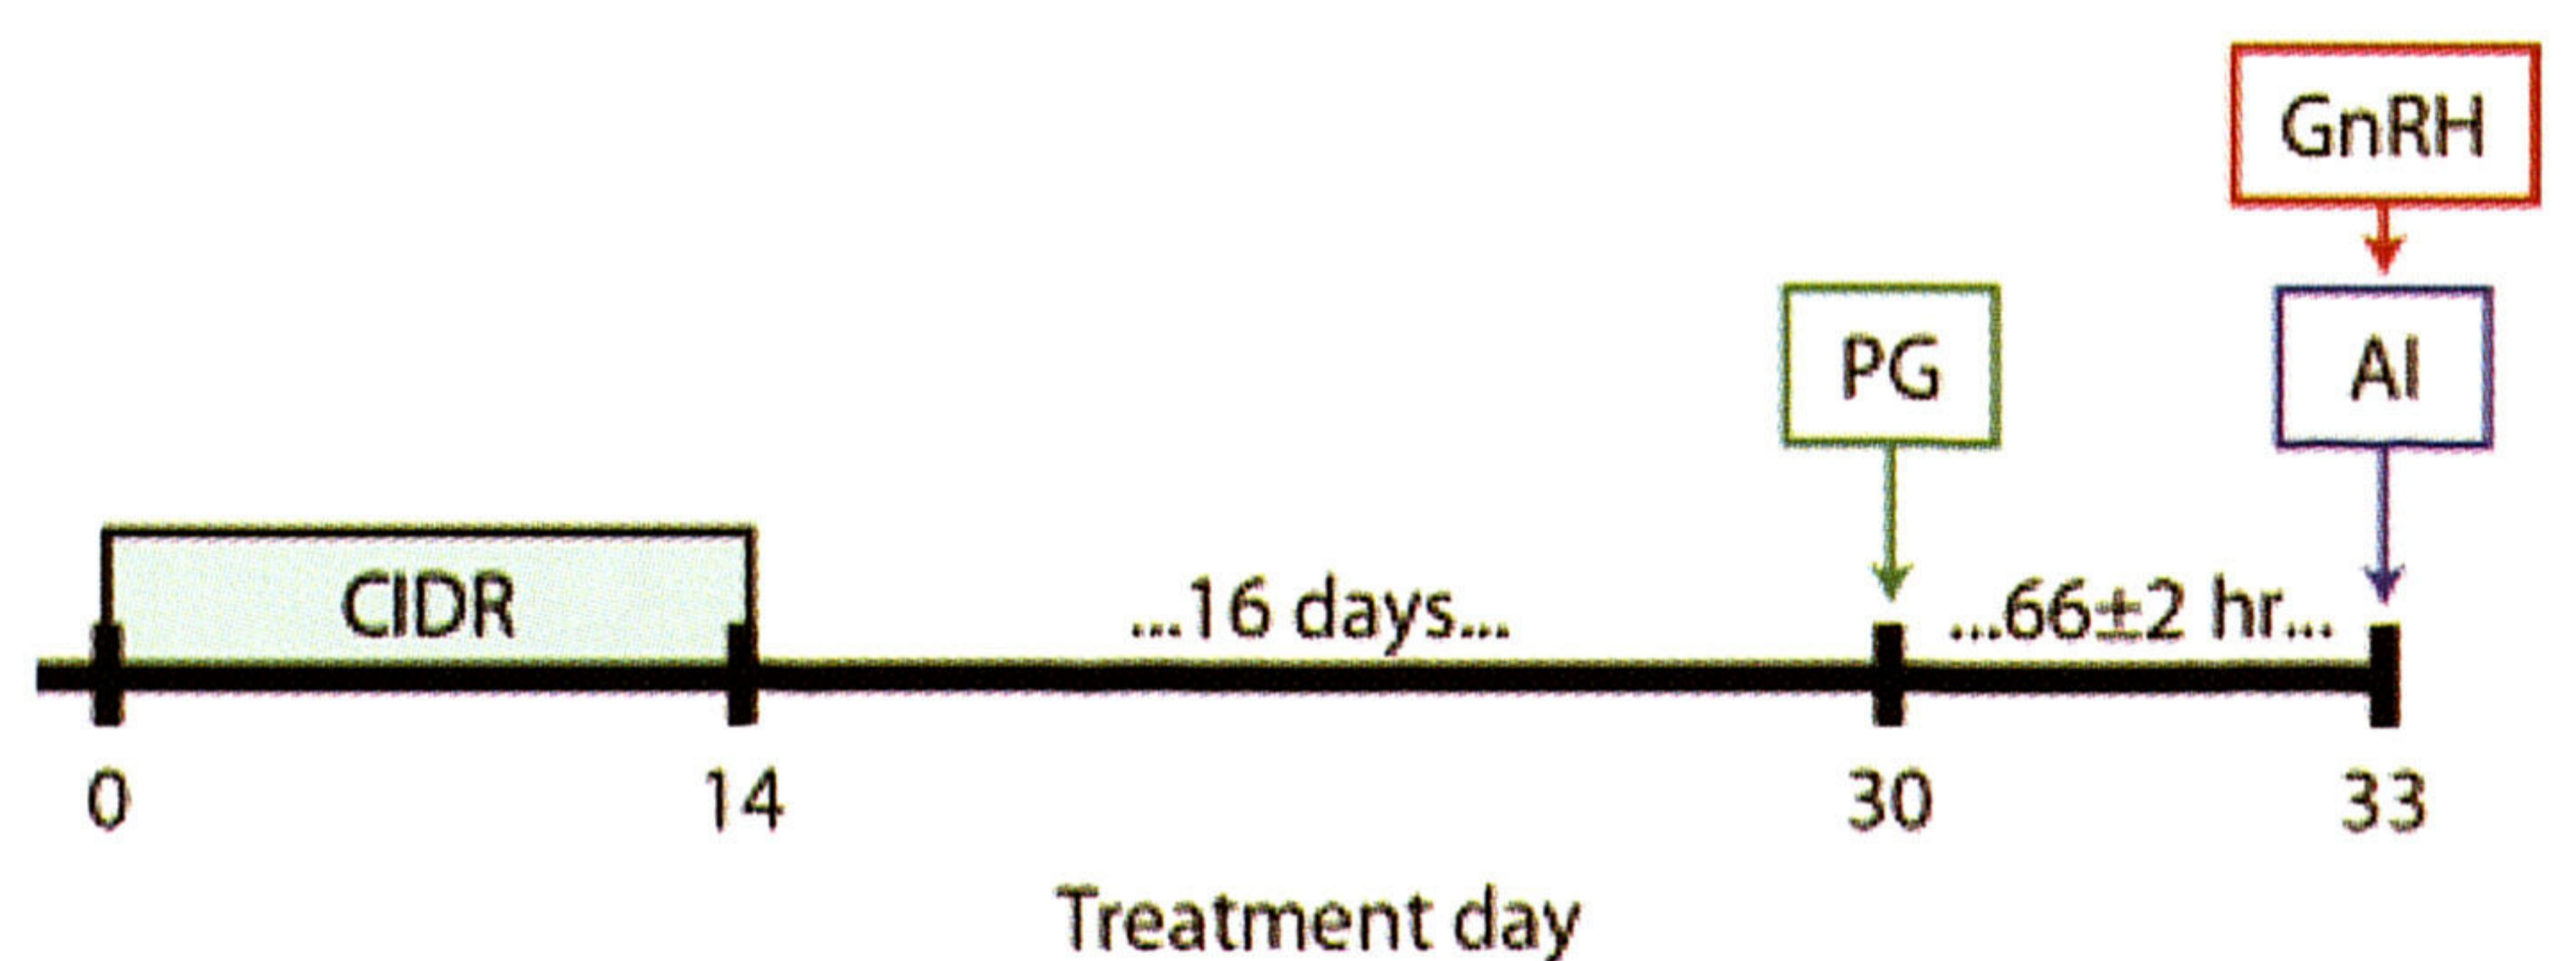 GnRH
PG
AI
CIDR
...16 days...
...66±2 hr...
0
14
30
33
Treatment day